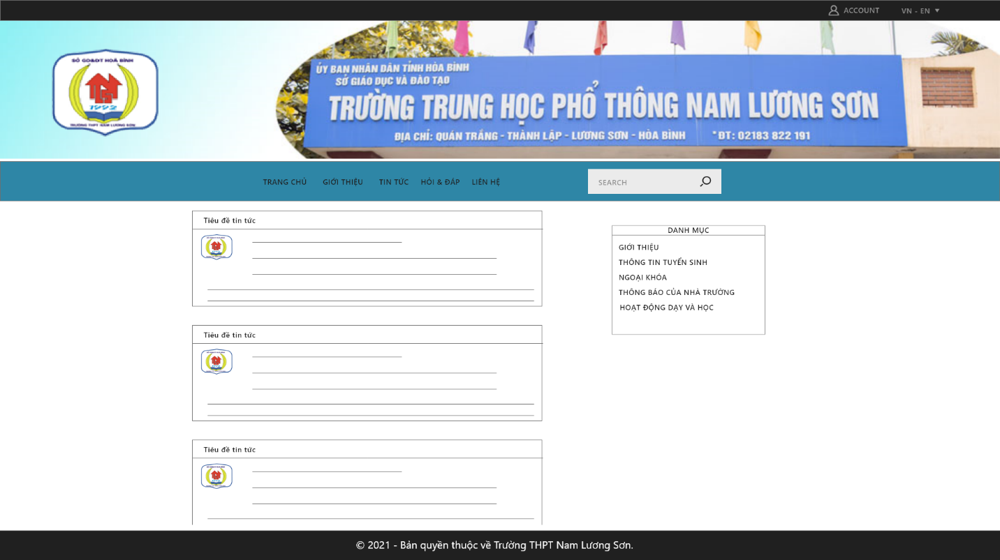 ACCOUNT VN - EN
SỞ GD&ĐT HOÀ BÌNH
1992
TRƯỜNG THPT NAM LƯƠNG SƠN
ỦY BAN NHÂN DÂN TỈNH HÒA BÌNH
SỞ GIÁO DỤC VÀ ĐÀO TẠO
TRƯỜNG TRUNG HỌC PHỔ THÔNG NAM LƯƠNG SƠN
ĐỊA CHỈ: QUÁN TRẮNG - THÀNH LẬP - LƯƠNG SƠN - HÒA BÌNH *ĐT: 02183 822 191
TRANG CHỦ GIỚI THIỆU TIN TỨC HỎI & ĐÁP LIÊN HỆ SEARCH
Tiêu đề tin tức
Tiêu đề tin tức
Tiêu đề tin tức
DANH MỤC
GIỚI THIỆU
THÔNG TIN TUYỂN SINH
NGOẠI KHÓA
THÔNG BÁO CỦA NHÀ TRƯỜNG
HOẠT ĐỘNG DẠY VÀ HỌC
© 2021 - Bản quyền thuộc về Trường THPT Nam Lương Sơn.